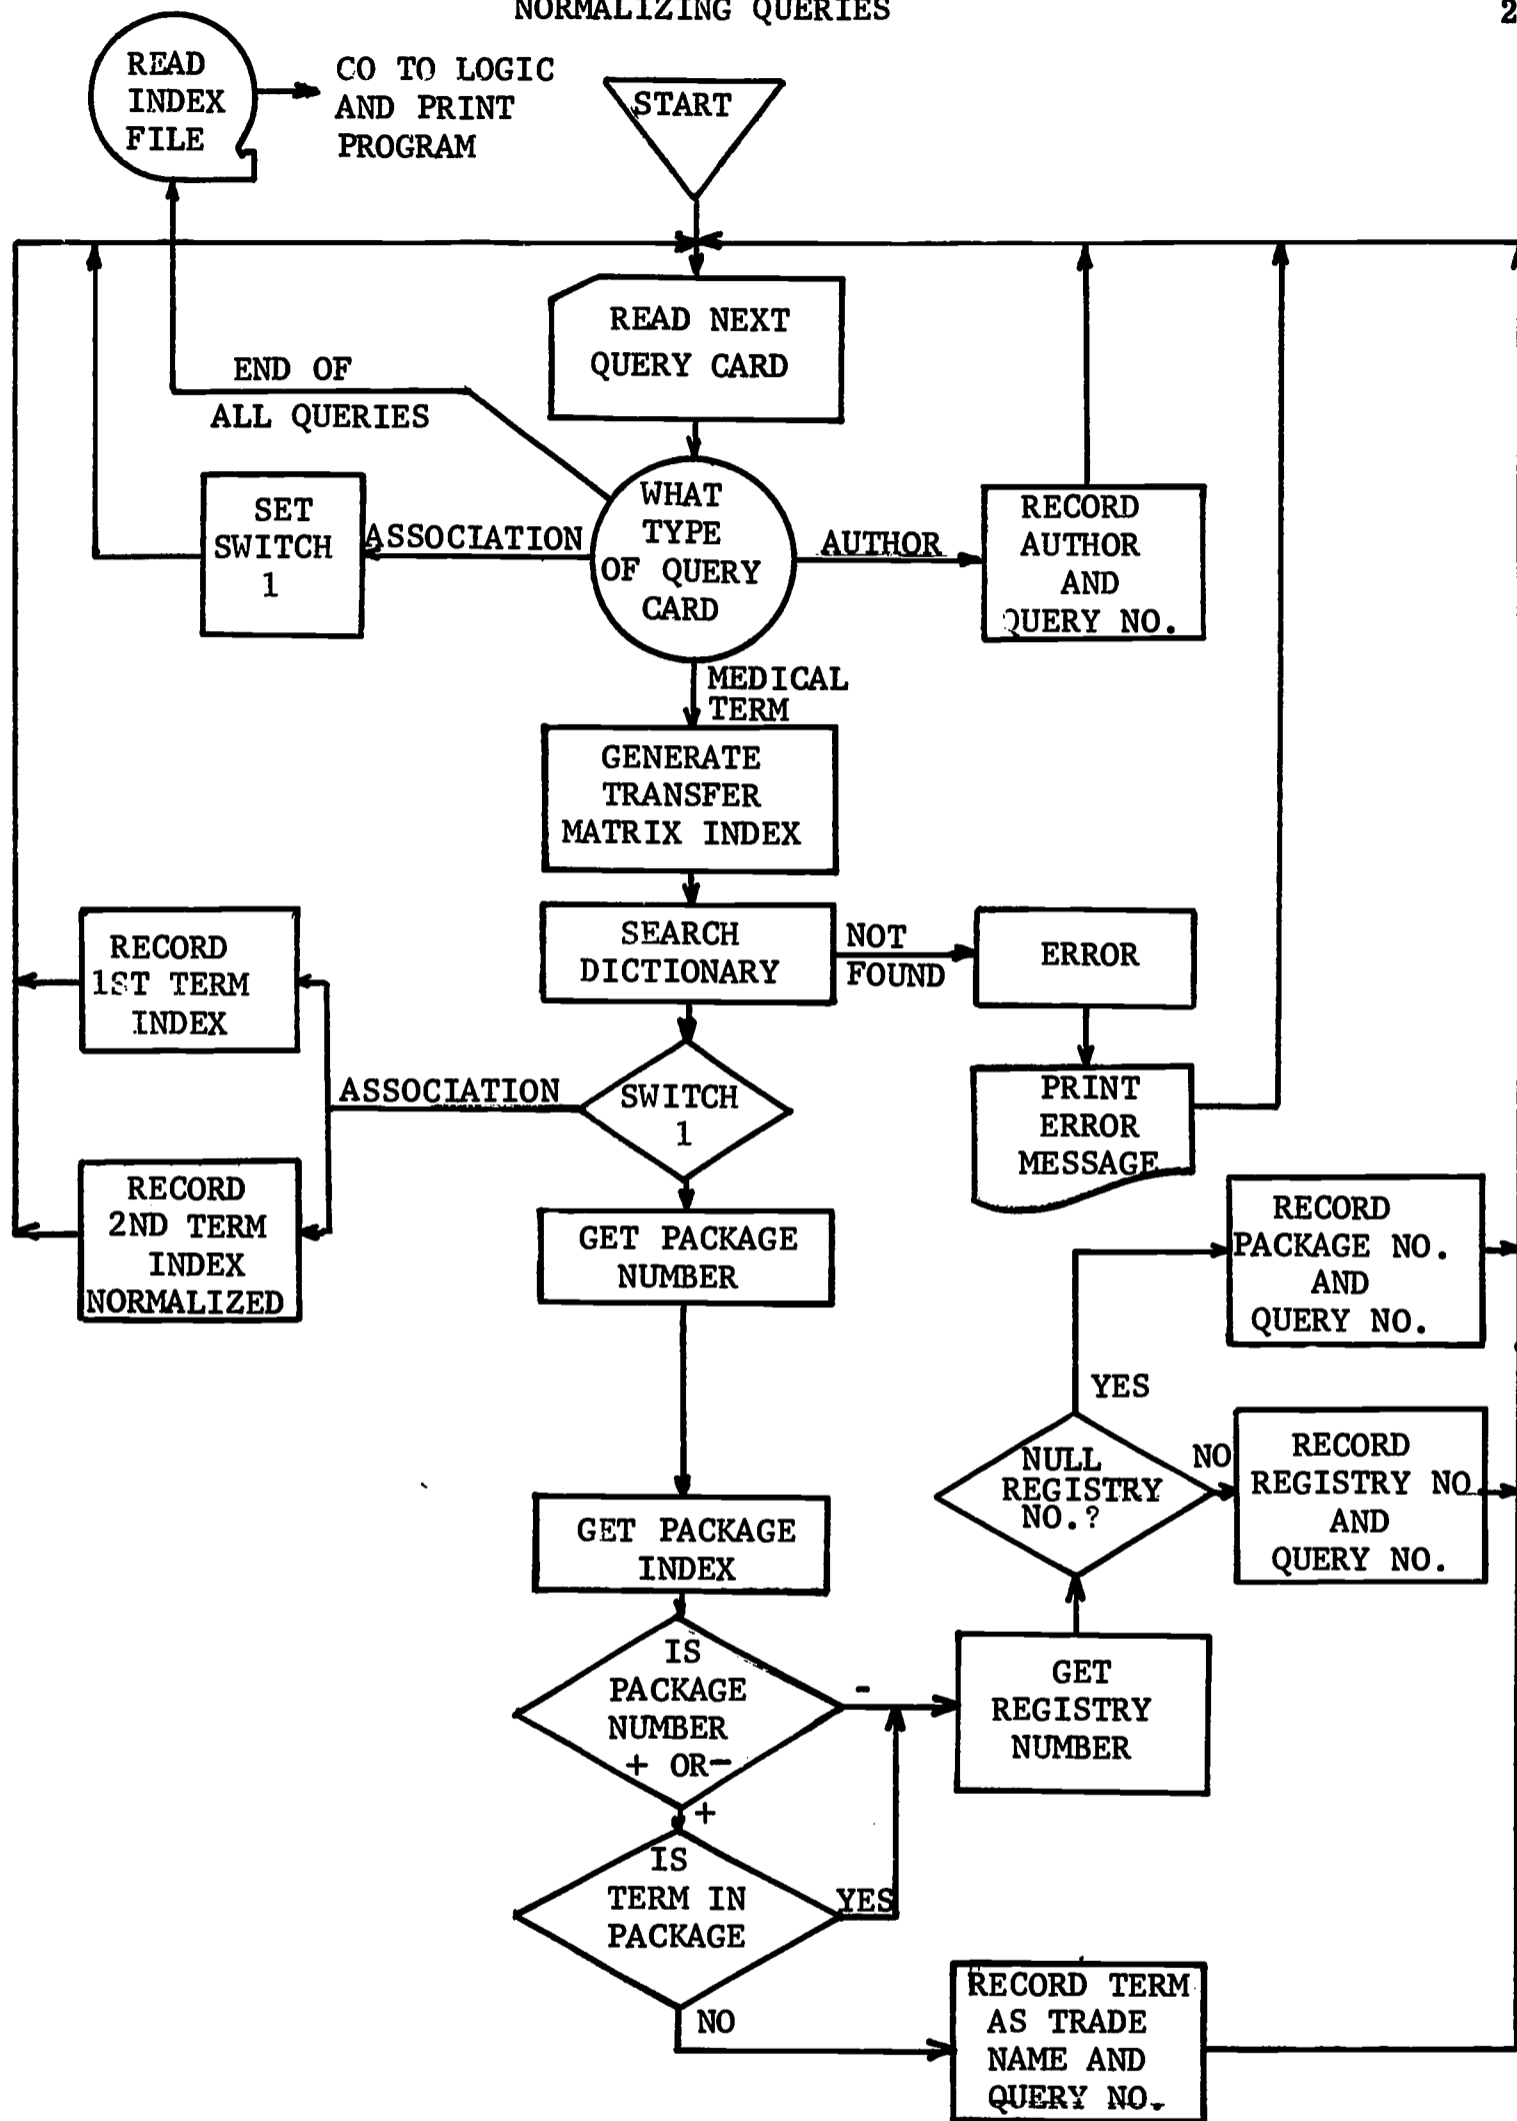 NORMALIZING QUERIES
2
READ
INDEX
FILE
CO TO LOGIC
AND PRINT
PROGRAM
START
READ NEXT
QUERY CARD
END OF
ALL QUERIES
SET
SWITCH
1
ASSOCIATION
WHAT
TYPE
OF QUERY
CARD
AUTHOR
RECORD
AUTHOR
AND
QUERY NO.
MEDICAL
TERM
GENERATE
TRANSFER
MATRIX INDEX
SEARCH
DICTIONARY
NOT
FOUND
ERROR
RECORD
1ST TERM
INDEX
ASSOCIATION
SWITCH
1
PRINT
ERROR
MESSAGE
RECORD
2ND TERM
INDEX
NORMALIZED
GET PACKAGE
NUMBER
RECORD
PACKAGE NO.
AND
QUERY NO.
YES
NULL
REGISTRY
NO.?
NO
RECORD
REGISTRY NO
AND
QUERY NO.
GET PACKAGE
INDEX
IS
PACKAGE
NUMBER
+ OR-
-
GET
REGISTRY
NUMBER
+
IS
TERM IN
PACKAGE
YES
NO
RECORD TERM
AS TRADE
NAME AND
QUERY NO.